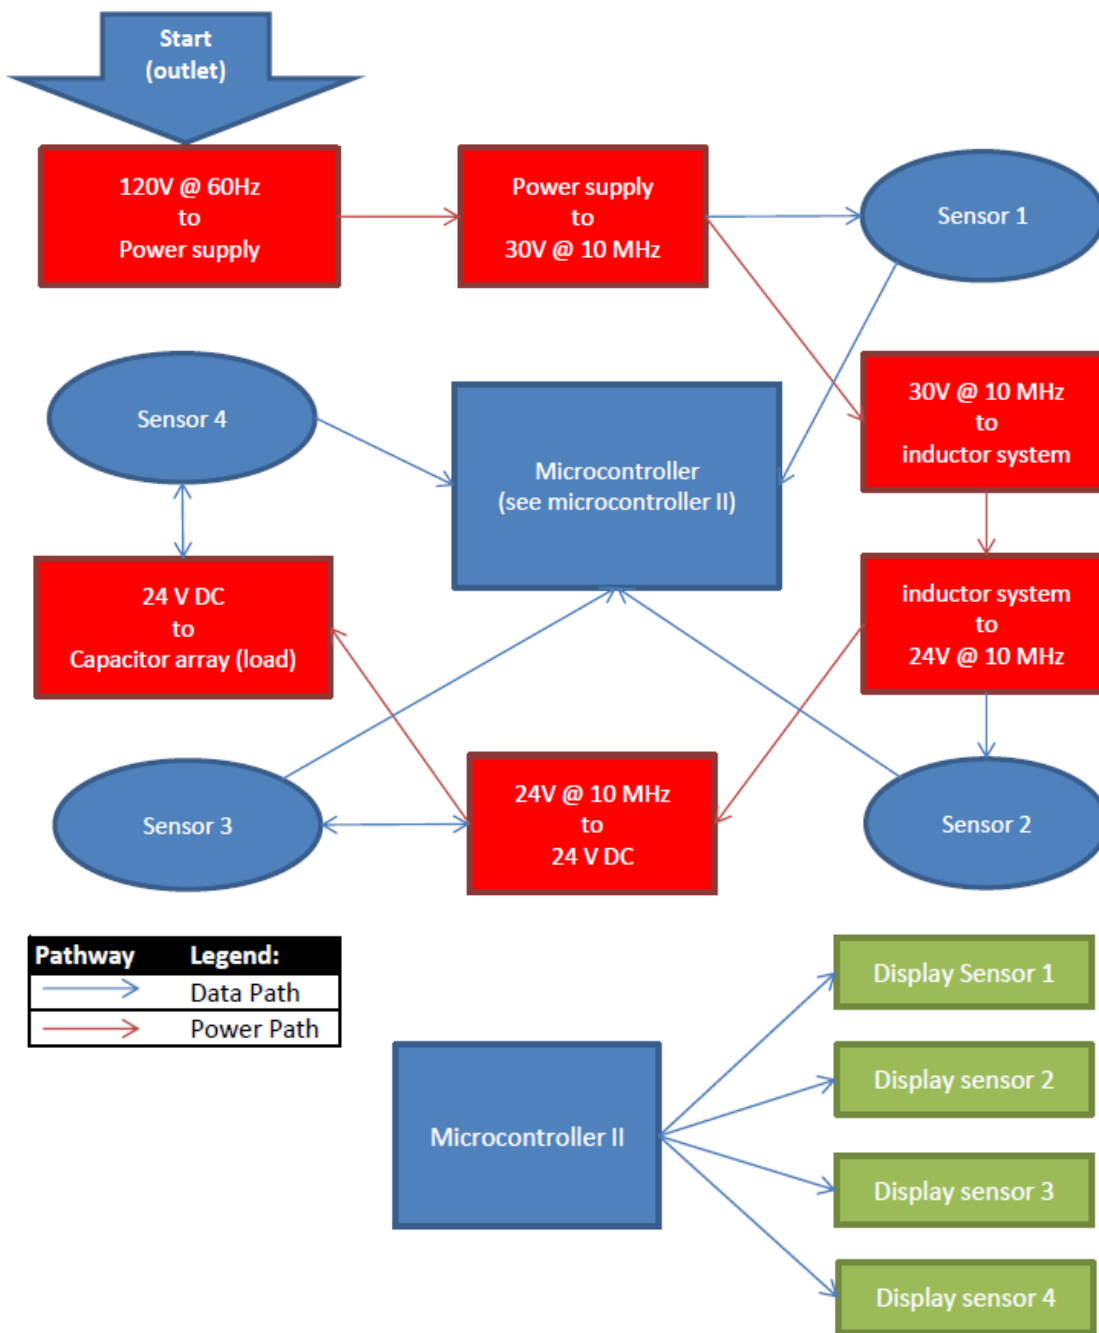 Start
(outlet)
120V @ 60Hz
to
Power supply
Power supply
to
30V @ 10 MHz
Sensor 1
Sensor 4
Microcontroller
(see microcontroller II)
30V @ 10 MHz
to
inductor system
24 V DC
to
Capacitor array (load)
inductor system
to
24V @ 10 MHz
Sensor 3
24V @ 10 MHz
to
24 V DC
Sensor 2
Pathway Legend:
Data Path
Power Path
Microcontroller II
Display Sensor 1
Display sensor 2
Display sensor 3
Display sensor 4